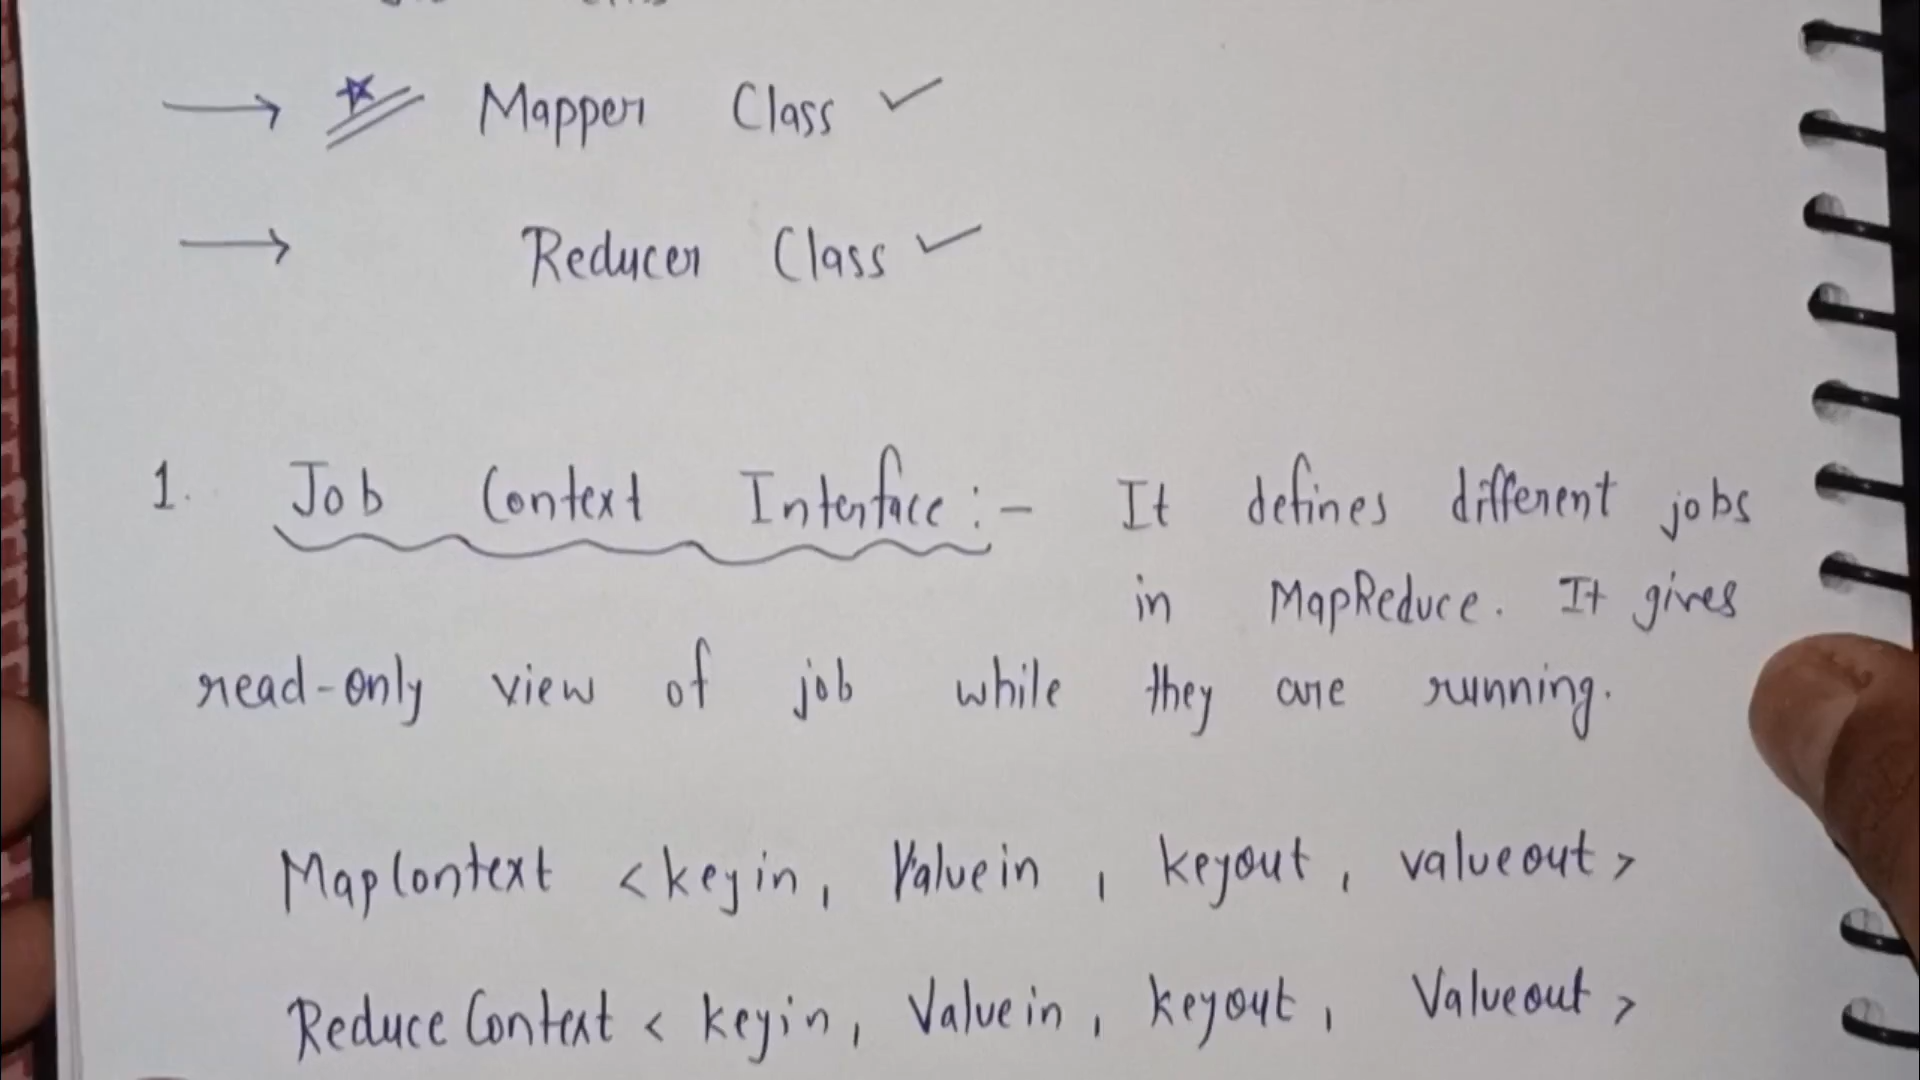 → ☆ Mapper Class ✓
→ Reducer Class ✓
1. Job Context Interface :- It defines different jobs
in MapReduce. It gives
read-only view of job while they are running.
MapContext <keyin, Valuein, keyout, valueout>
Reduce Context < keyin, Valuein, keyout, Valueout>